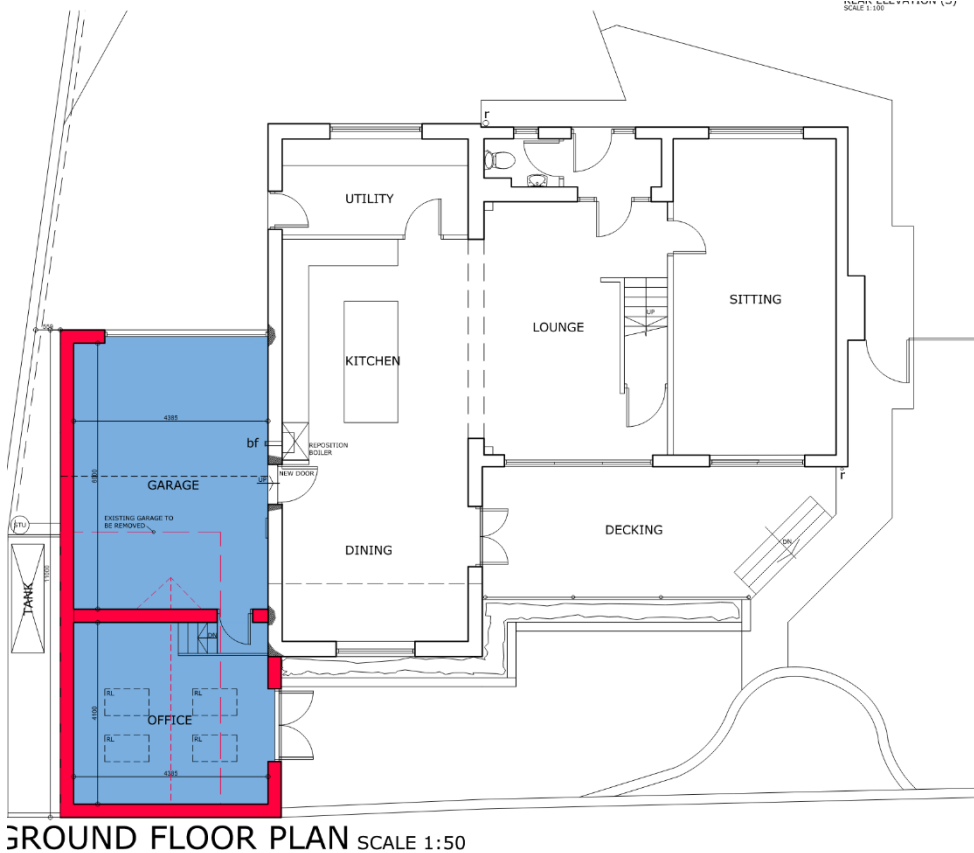 REAR ELEVATION (S)
SCALE 1:100
r
UTILITY
SITTING
UP
LOUNGE
KITCHEN
4385
bf
REPOSITION
BOILER
NEW DOOR
UP
GARAGE
6000
r
EXISTING GARAGE TO
BE REMOVED
STU
DECKING
DN
DINING
11000
TANK
DN
RL
RL
OFFICE
4100
RL
RL
4385
GROUND FLOOR PLAN SCALE 1:50